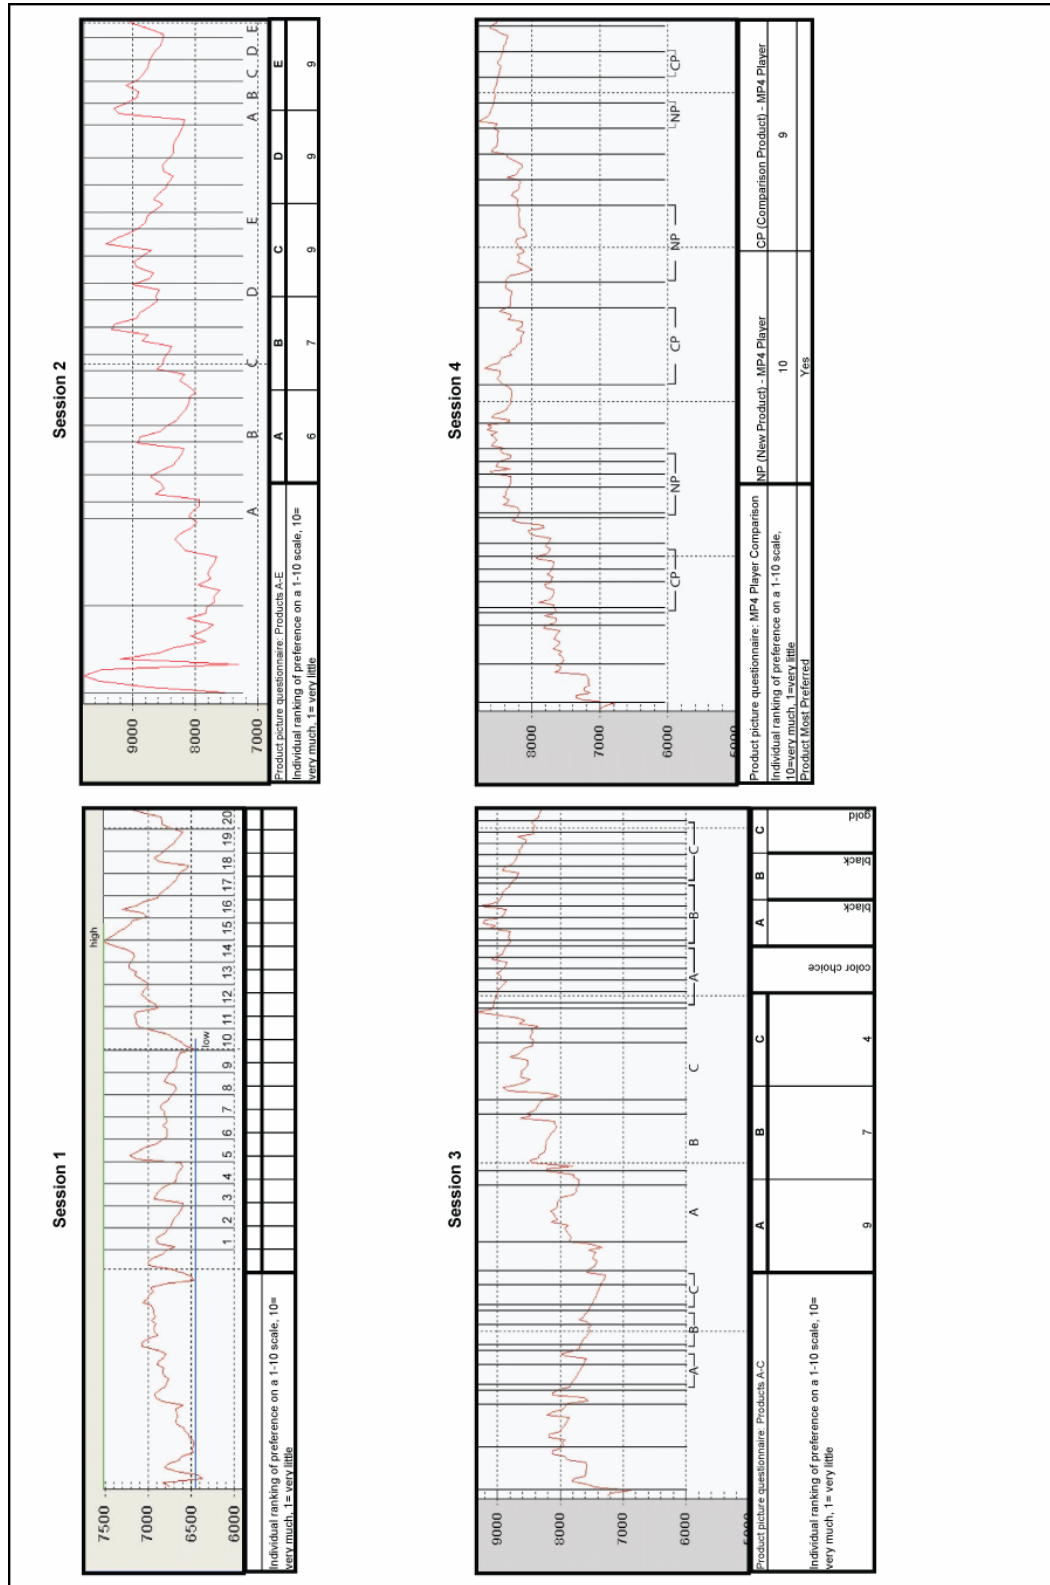 Session 1
high
7500
7000
6500
6000
low
1 2 3 4 5 6 7 8 9 10 11 12 13 14 15 16 17 18 19 20
Individual ranking of preference on a 1-10 scale, 10=
very much, 1= very little
Session 2
9000
8000
7000
A B C D E A B C D E
Product picture questionnaire: Products A-E
A B C D E
Individual ranking of preference on a 1-10 scale, 10=
very much, 1= very little
6 7 9 9 9
Session 3
9000
8000
7000
6000
5000
A B C A B C A B C
Product picture questionnaire: Products A-C
A B C color choice A B C
Individual ranking of preference on a 1-10 scale, 10=
very much, 1= very little
9 7 4 black black gold
Session 4
8000
7000
6000
5000
CP NP CP NP NP CP
Product picture questionnaire: MP4 Player Comparison
NP (New Product) - MP4 Player CP (Comparison Product) - MP4 Player
Individual ranking of preference on a 1-10 scale,
10=very much, 1=very little
10 9
Product Most Preferred Yes